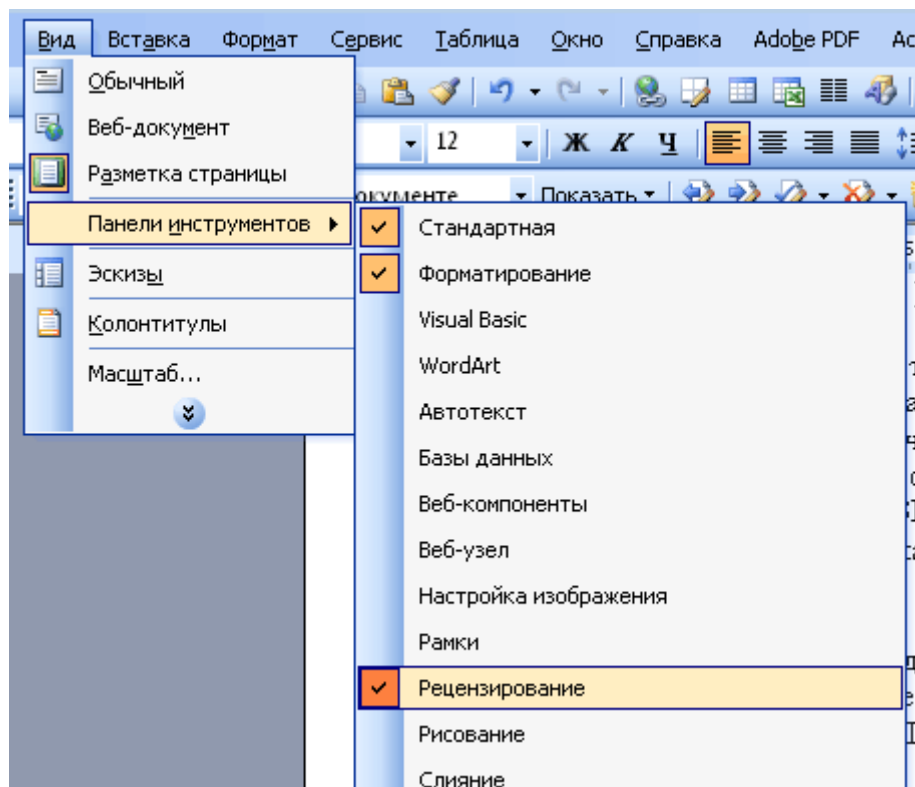 Вид Вставка Формат Сервис Таблица Окно Справка Adobe PDF
Обычный
Веб-документ
12 Ж К Ч
Разметка страницы
Показать
Панели инструментов
Стандартная
Эскизы
Форматирование
Колонтитулы
Visual Basic
Масштаб...
WordArt
Автотекст
Базы данных
Веб-компоненты
Веб-узел
Настройка изображения
Рамки
Рецензирование
Рисование
Слияние